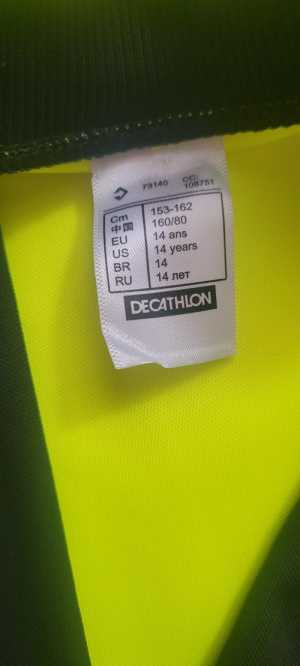 79140 CC: 108751
Cm 153-162
中国 160/80
EU 14 ans
US 14 years
BR 14
RU 14 лет
DECATHLON